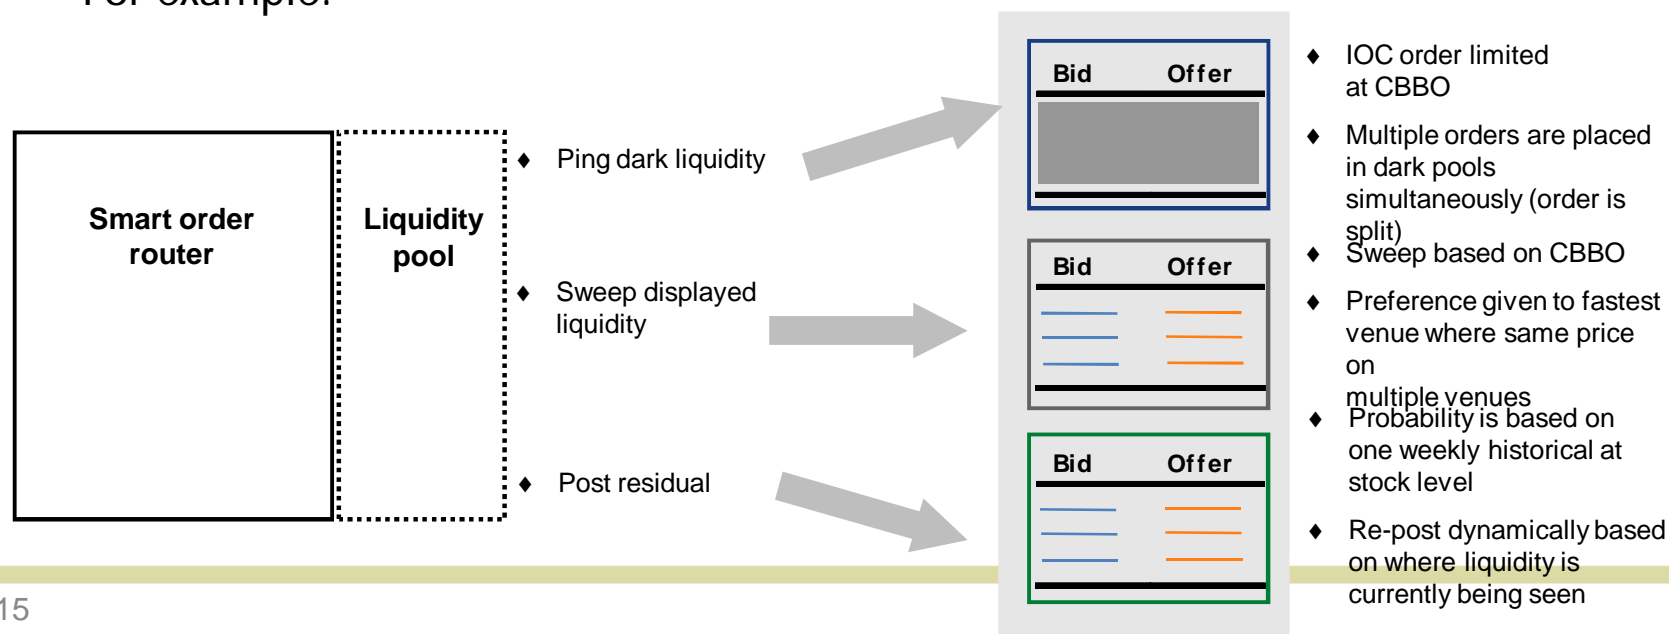 For example:
Smart order
router
Liquidity
pool
♦ Ping dark liquidity
♦ Sweep displayed
liquidity
♦ Post residual
Bid Offer
Bid Offer
Bid Offer
♦ IOC order limited
at CBBO
♦ Multiple orders are placed
in dark pools
simultaneously (order is
split)
♦ Sweep based on CBBO
♦ Preference given to fastest
venue where same price
on
multiple venues
♦ Probability is based on
one weekly historical at
stock level
♦ Re-post dynamically based
on where liquidity is
currently being seen
15